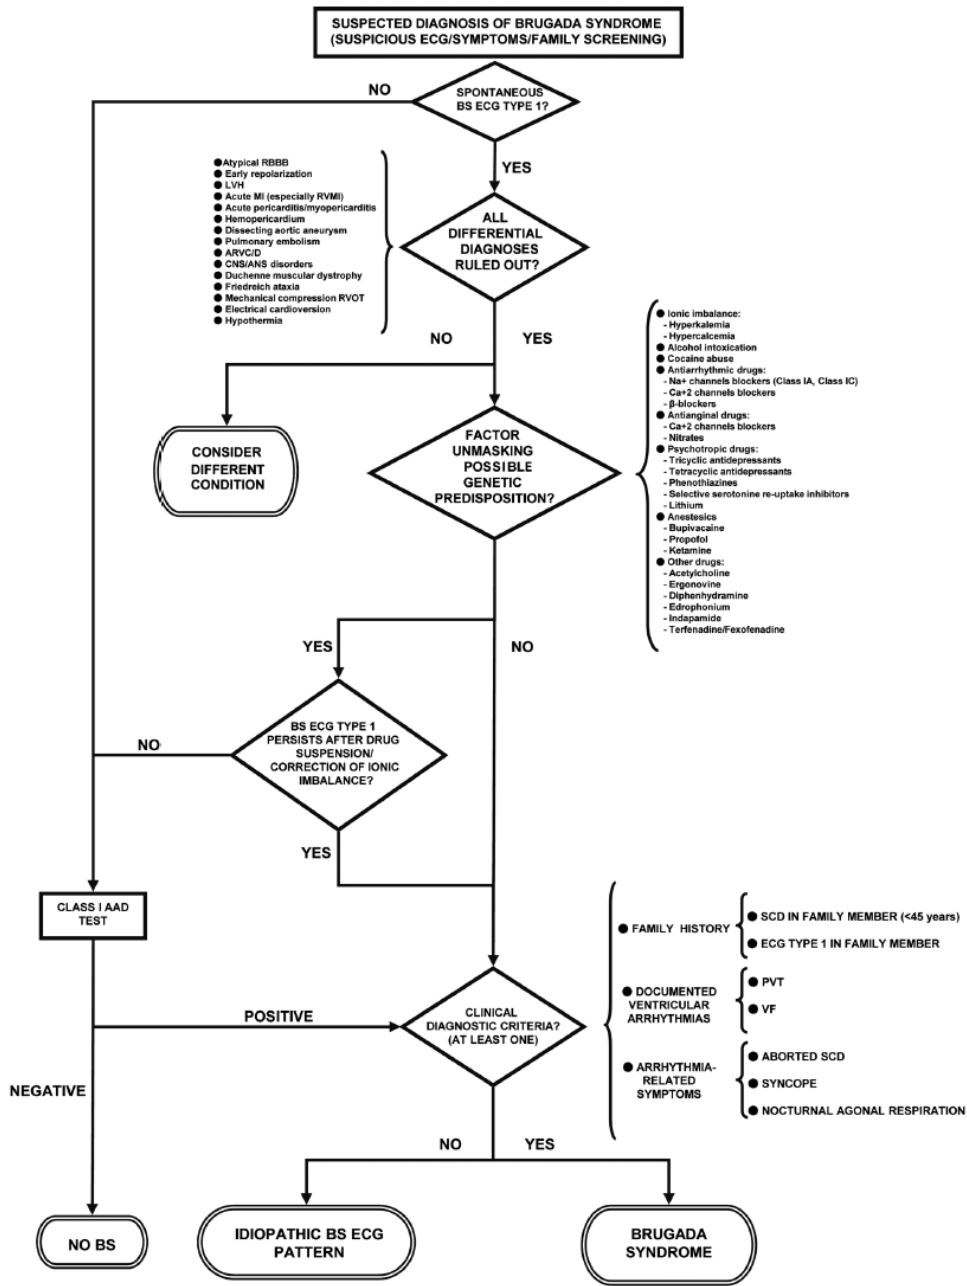 SUSPECTED DIAGNOSIS OF BRUGADA SYNDROME
(SUSPICIOUS ECG/SYMPTOMS/FAMILY SCREENING)
NO
SPONTANEOUS
BS ECG TYPE 1?
YES
● Atypical RBBB
● Early repolarization
● LVH
● Acute MI (especially RVMI)
● Acute pericarditis/myopericarditis
● Hemopericardium
● Dissecting aortic aneurysm
● Pulmonary embolism
● ARVC/D
● CNS/ANS disorders
● Duchenne muscular dystrophy
● Friedreich ataxia
● Mechanical compression RVOT
● Electrical cardioversion
● Hypothermia
ALL
DIFFERENTIAL
DIAGNOSES
RULED OUT?
NO
YES
CONSIDER
DIFFERENT
CONDITION
FACTOR
UNMASKING
POSSIBLE
GENETIC
PREDISPOSITION?
● Ionic imbalance:
- Hyperkalemia
- Hypercalcemia
● Alcohol intoxication
● Cocaine abuse
● Antiarrhythmic drugs:
- Na+ channels blockers (Class IA, Class IC)
- Ca+2 channels blockers
- β-blockers
● Antianginal drugs:
- Ca+2 channels blockers
- Nitrates
● Psychotropic drugs:
- Tricyclic antidepressants
- Tetracyclic antidepressants
- Phenothiazines
- Selective serotonine re-uptake inhibitors
- Lithium
● Anestesics
- Bupivacaine
- Propofol
- Ketamine
● Other drugs:
- Acetylcholine
- Ergonovine
- Diphenhydramine
- Edrophonium
- Indapamide
- Terfenadine/Fexofenadine
YES
NO
BS ECG TYPE 1
PERSISTS AFTER DRUG
SUSPENSION/
CORRECTION OF IONIC
IMBALANCE?
NO
YES
CLASS I AAD
TEST
POSITIVE
NEGATIVE
CLINICAL
DIAGNOSTIC CRITERIA?
(AT LEAST ONE)
● FAMILY HISTORY
● SCD IN FAMILY MEMBER (<45 years)
● ECG TYPE 1 IN FAMILY MEMBER
● DOCUMENTED
VENTRICULAR
ARRHYTHMIAS
● PVT
● VF
● ARRHYTHMIA-
RELATED
SYMPTOMS
● ABORTED SCD
● SYNCOPE
● NOCTURNAL AGONAL RESPIRATION
NO
YES
NO BS
IDIOPATHIC BS ECG
PATTERN
BRUGADA
SYNDROME